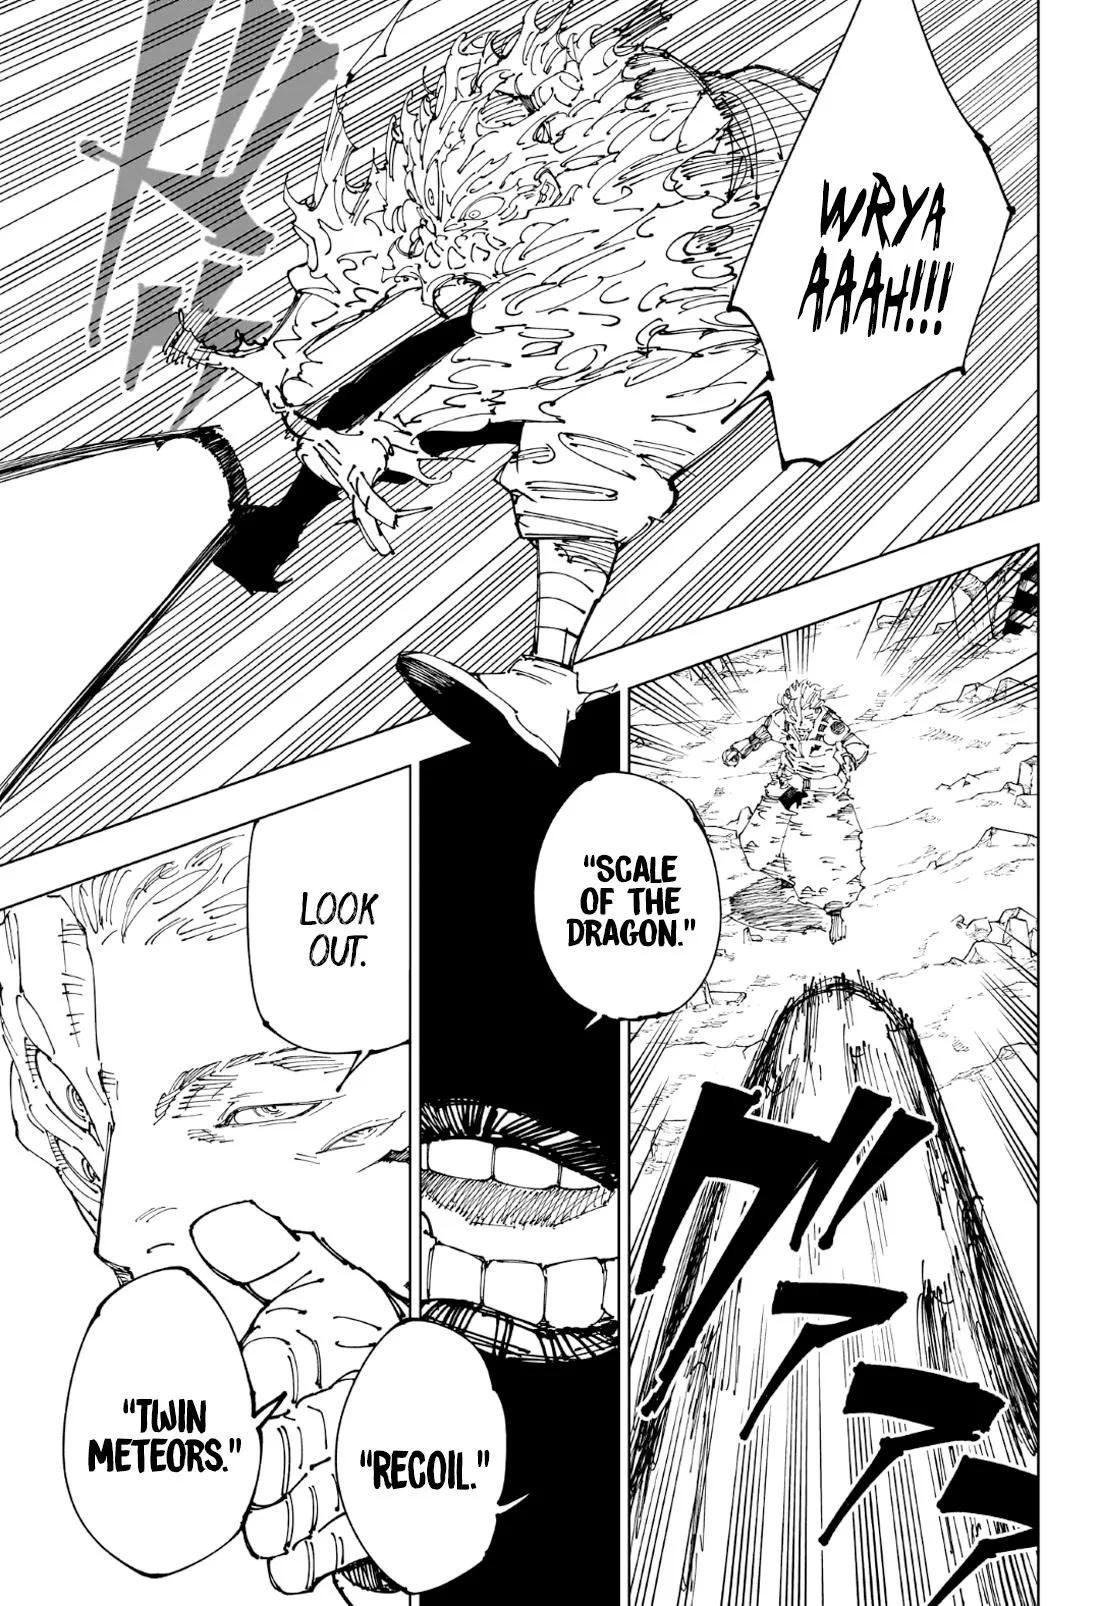 WRYA
AAAH!!!
"SCALE
OF THE
DRAGON."
LOOK
OUT.
"RECOIL."
"TWIN
METEORS."